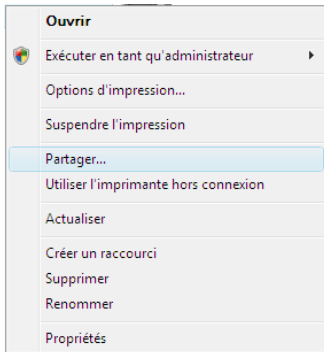 Ouvrir
Exécuter en tant qu'administrateur
Options d'impression...
Suspendre l'impression
Partager...
Utiliser l'imprimante hors connexion
Actualiser
Créer un raccourci
Supprimer
Renommer
Propriétés